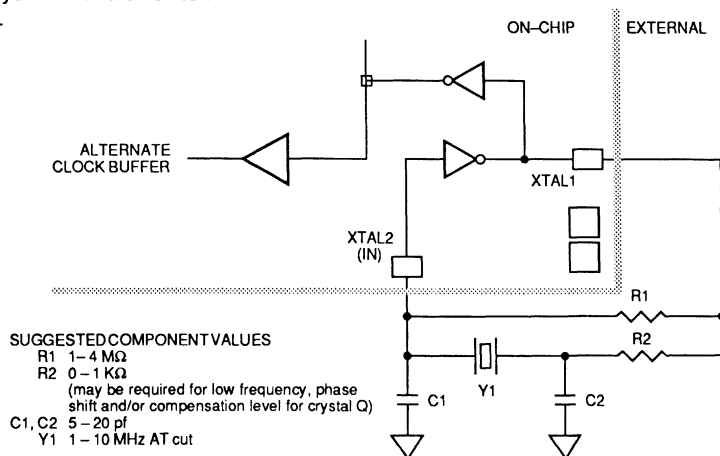 ON–CHIP
EXTERNAL
ALTERNATE
CLOCK BUFFER
XTAL1
XTAL2
(IN)
R1
R2
Y1
C1
C2
SUGGESTED COMPONENT VALUES
R1 1–4 MΩ
R2 0–1 KΩ
(may be required for low frequency, phase
shift and/or compensation level for crystal Q)
C1, C2 5–20 pf
Y1 1–10 MHz AT cut